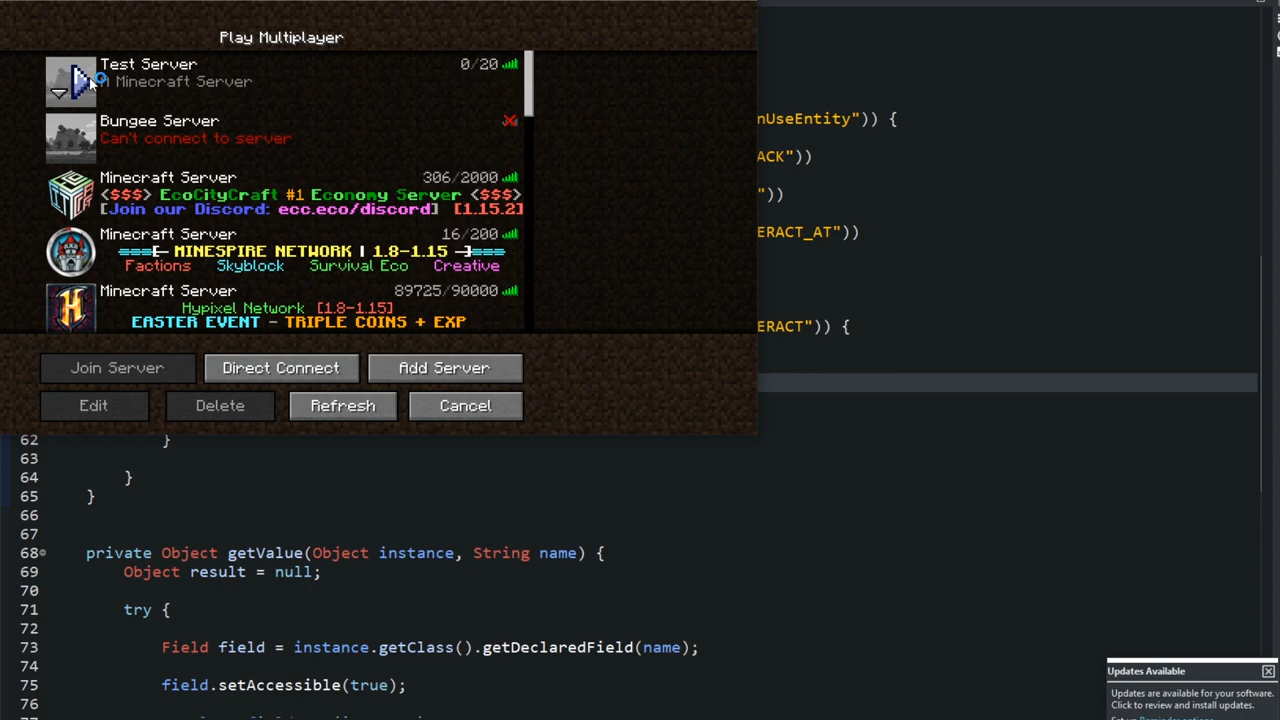 Play Multiplayer
Test Server 0/20
Minecraft Server
Bungee Server
Can't connect to server
Minecraft Server 306/2000
<$$$> EcoCityCraft #1 Economy Server <$$$>
[Join our Discord: ecc.eco/discord] [1.15.2]
Minecraft Server 16/200
===[- MINESPIRE NETWORK | 1.8-1.15 -]===
Factions Skyblock Survival Eco Creative
Minecraft Server 89725/90000
Hypixel Network [1.8-1.15]
EASTER EVENT - TRIPLE COINS + EXP
Join Server Direct Connect Add Server
Edit Delete Refresh Cancel
nUseEntity")) {
ACK"))
"))
ERACT_AT"))
ERACT")) {
62 }
63
64 }
65 }
66
67
68 private Object getValue(Object instance, String name) {
69 Object result = null;
70
71 try {
72
73 Field field = instance.getClass().getDeclaredField(name);
74
75 field.setAccessible(true);
76
Updates Available
Updates are available for your software.
Click to review and install updates.